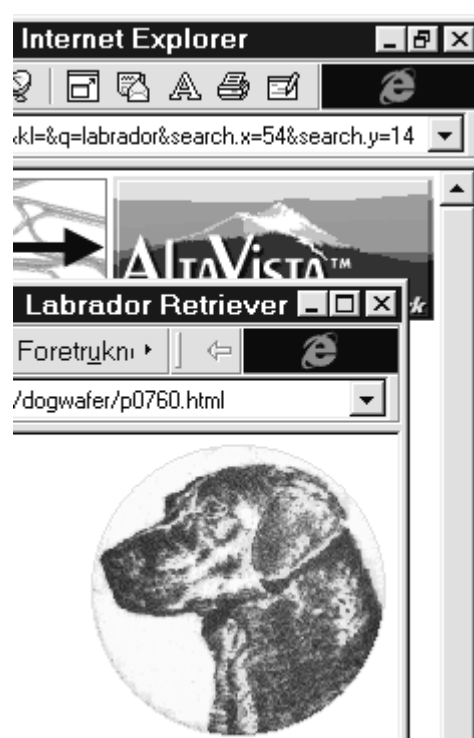 Internet Explorer
&kl=&q=labrador&search.x=54&search.y=14
ALTAVISTA™
k
Labrador Retriever
Foretrukn
/dogwafer/p0760.html